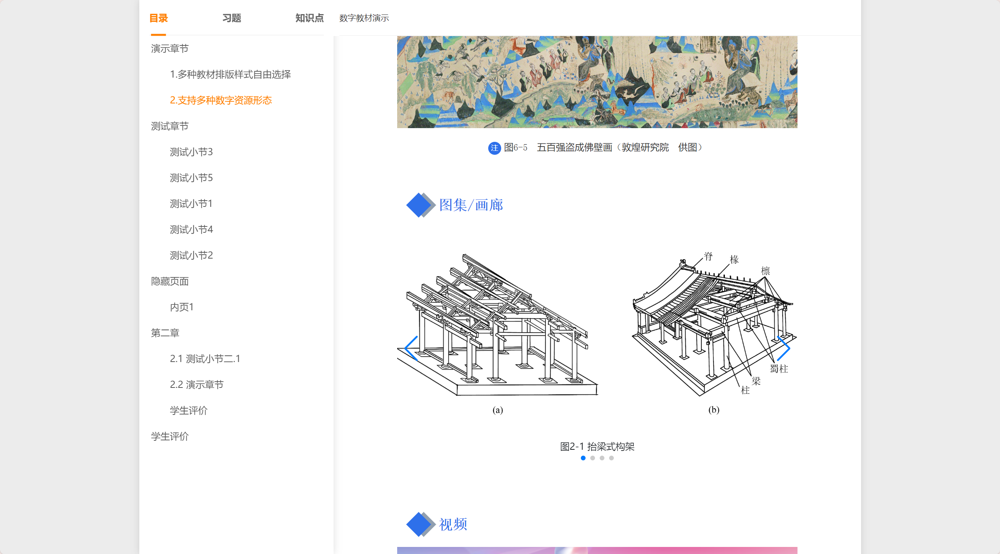 目录 习题 知识点
数字教材演示
演示章节
1.多种教材排版样式自由选择
2.支持多种数字资源形态
测试章节
测试小节3
测试小节5
测试小节1
测试小节4
测试小节2
隐藏页面
内页1
第二章
2.1 测试小节二.1
2.2 演示章节
学生评价
学生评价
注 图6-5 五百强盗成佛壁画（敦煌研究院 供图）
图集/画廊
脊
椽
檩
蜀柱
梁
柱
(a)
(b)
图2-1 抬梁式构架
视频